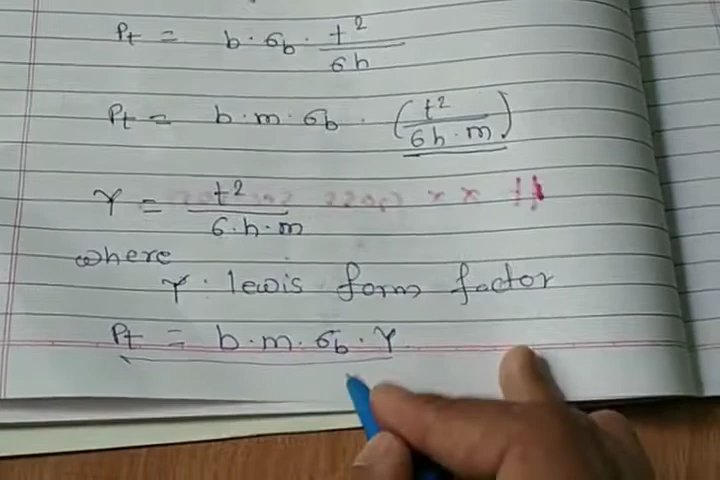 Pt = b · σb · t² / 6h
Pt = b · m · σb · (t² / 6h · m)
Y = t² / 6 · h · m
where
Y · lewis form factor
Pt = b · m · σb · Y